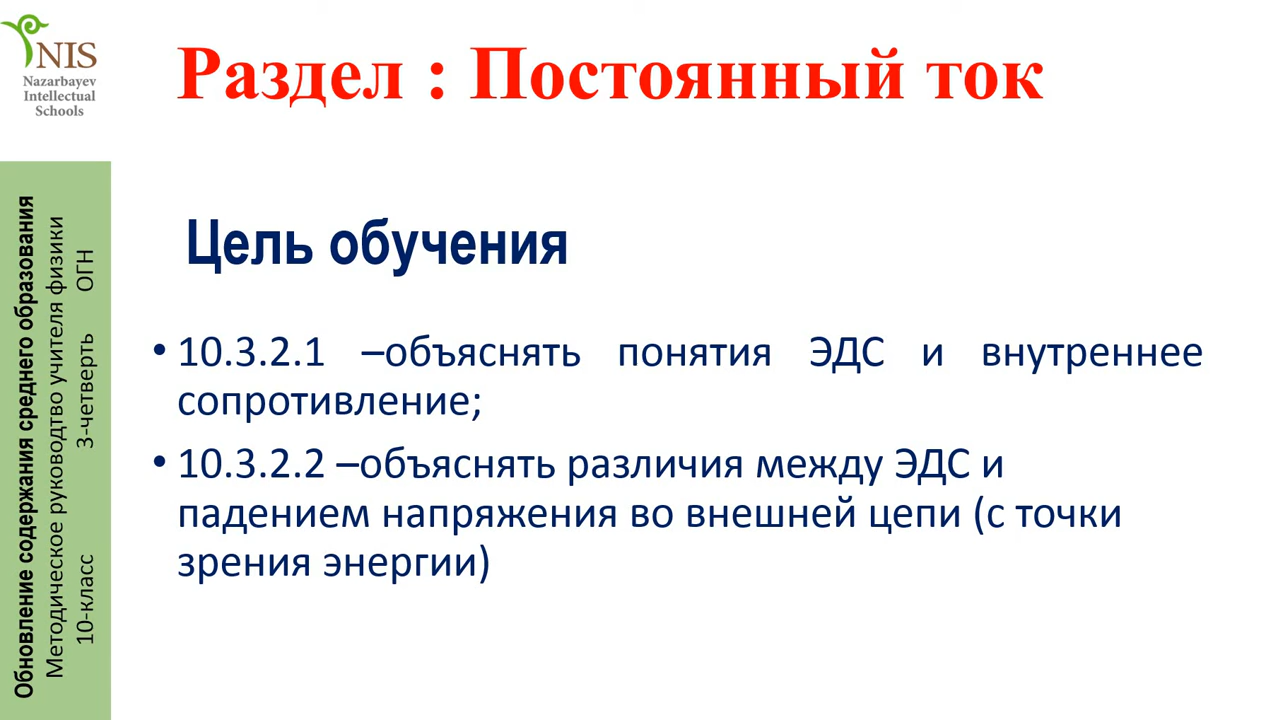 NIS
Nazarbayev
Intellectual
Schools
Раздел : Постоянный ток
Обновление содержания среднего образования
Методическое руководтво учителя физики
10-класс 3-четверть ОГН
Цель обучения
• 10.3.2.1 –объяснять понятия ЭДС и внутреннее
сопротивление;
• 10.3.2.2 –объяснять различия между ЭДС и
падением напряжения во внешней цепи (с точки
зрения энергии)